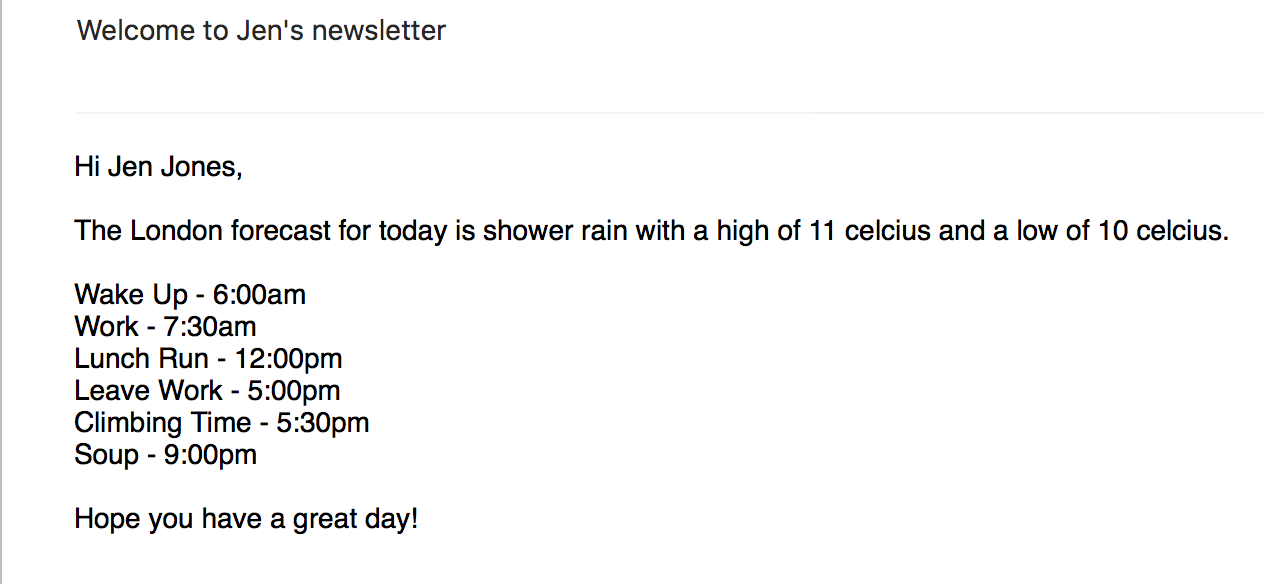 Welcome to Jen's newsletter
Hi Jen Jones,
The London forecast for today is shower rain with a high of 11 celcius and a low of 10 celcius.
Wake Up - 6:00am
Work - 7:30am
Lunch Run - 12:00pm
Leave Work - 5:00pm
Climbing Time - 5:30pm
Soup - 9:00pm
Hope you have a great day!